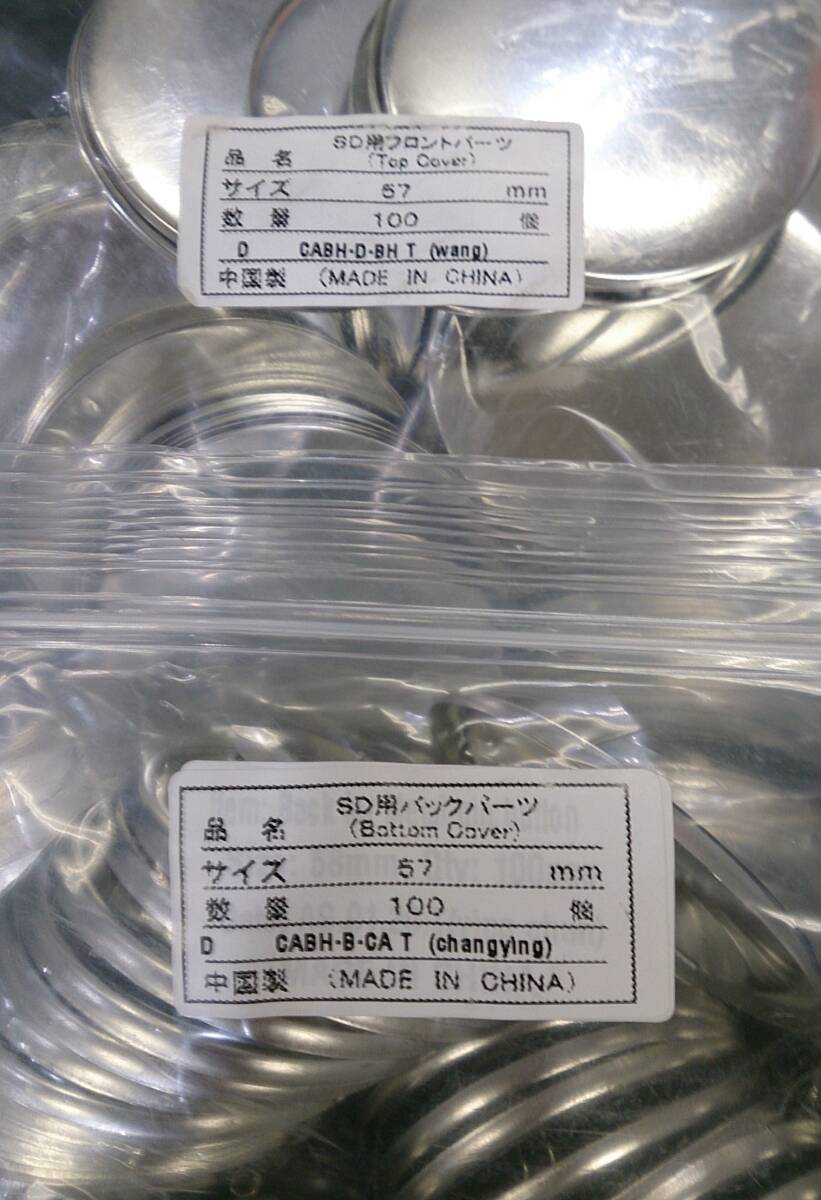 SD用フロントパーツ
品 名 (Top Cover)
サイズ 57 mm
数 量 100 個
D CABH-D-BH T (wang)
中国製 (MADE IN CHINA)
SD用バックパーツ
品 名 (Bottom Cover)
サイズ 57 mm
数 量 100 個
D CABH-B-CA T (changying)
中国製 (MADE IN CHINA)